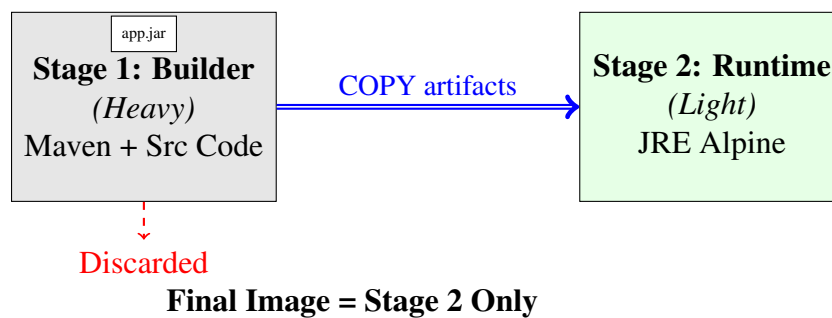 app.jar
Stage 1: Builder
(Heavy)
Maven + Src Code
COPY artifacts
Stage 2: Runtime
(Light)
JRE Alpine
Discarded
Final Image = Stage 2 Only